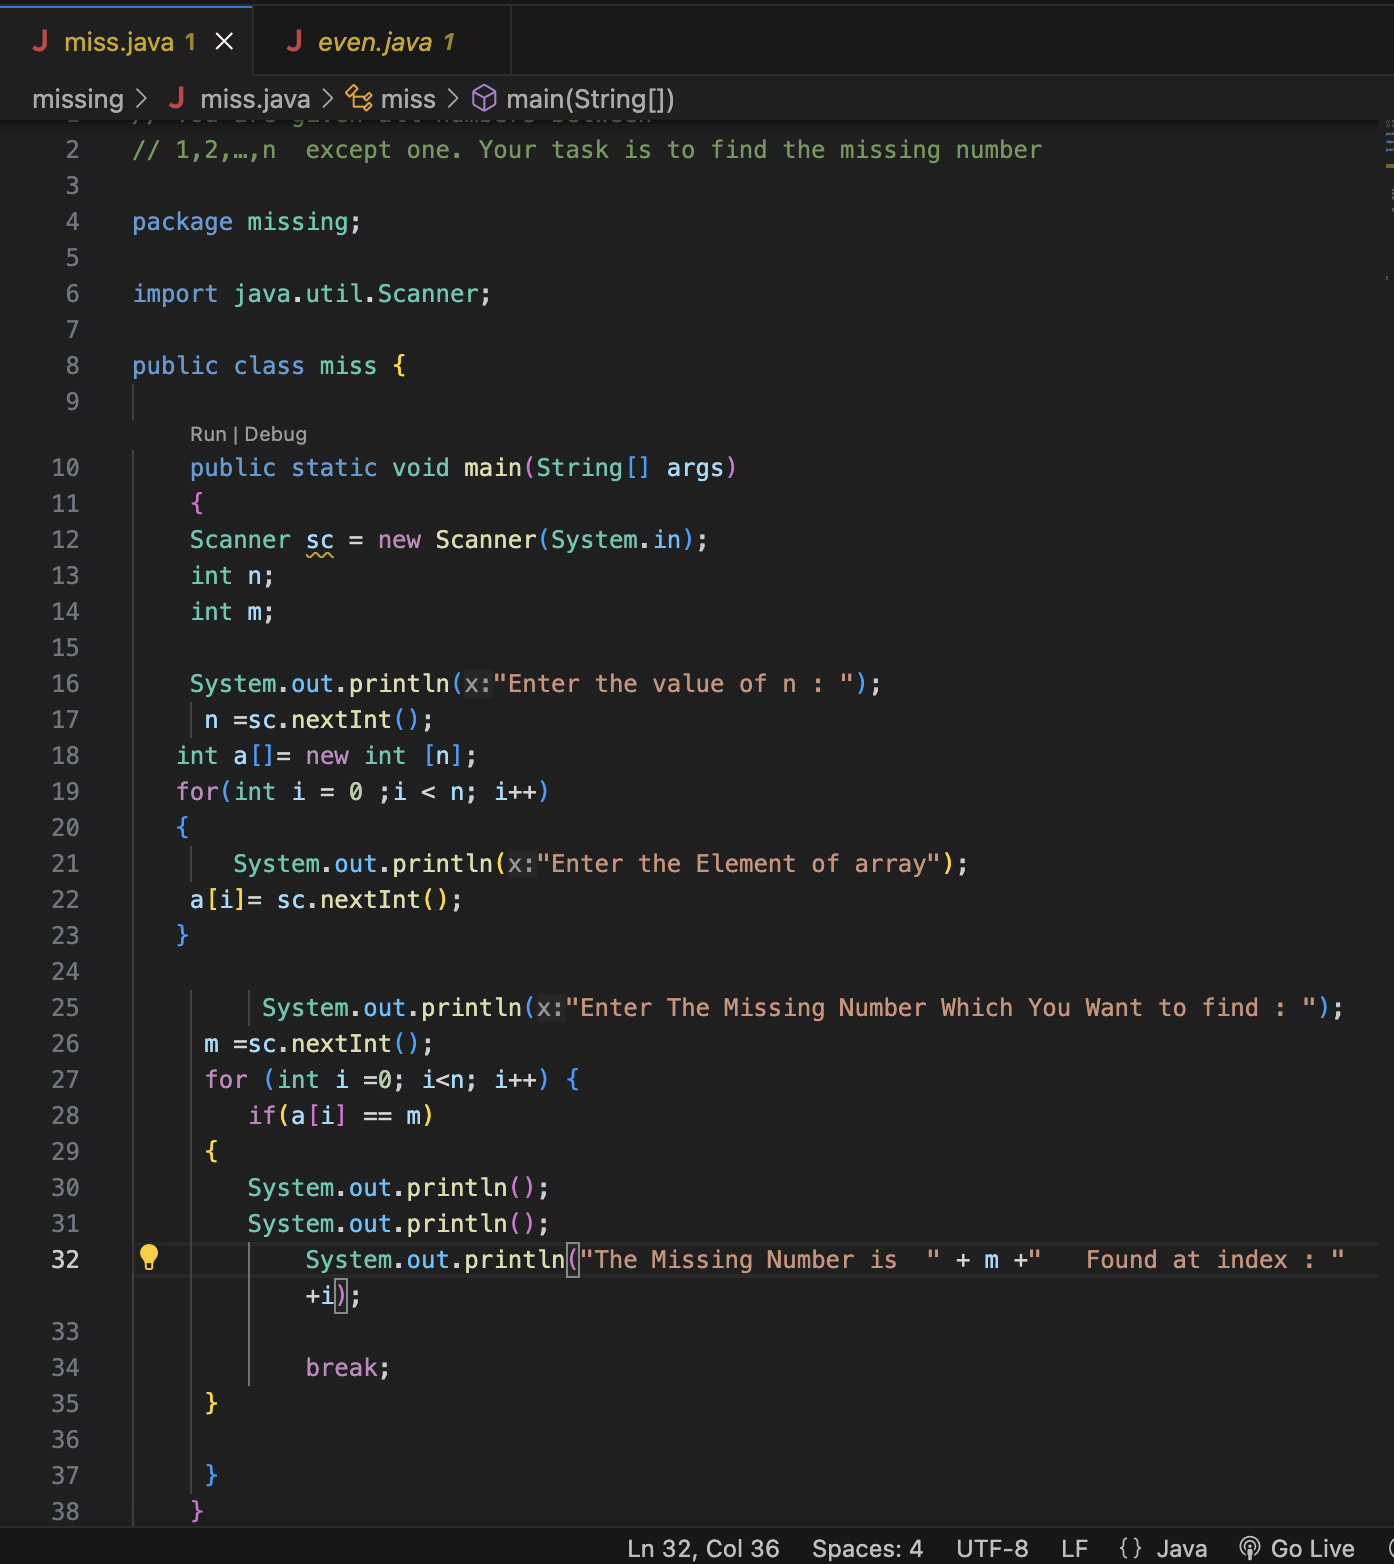 miss.java 1
even.java 1
missing > miss.java > miss > main(String[])
1 // You are given all numbers between
2 // 1,2,…,n  except one. Your task is to find the missing number
3
4 package missing;
5
6 import java.util.Scanner;
7
8 public class miss {
9
Run | Debug
10 public static void main(String[] args)
11 {
12 Scanner sc = new Scanner(System.in);
13 int n;
14 int m;
15
16 System.out.println(x:"Enter the value of n : ");
17 n =sc.nextInt();
18 int a[]= new int [n];
19 for(int i = 0 ;i < n; i++)
20 {
21 System.out.println(x:"Enter the Element of array");
22 a[i]= sc.nextInt();
23 }
24
25 System.out.println(x:"Enter The Missing Number Which You Want to find : ");
26 m =sc.nextInt();
27 for (int i =0; i<n; i++) {
28 if(a[i] == m)
29 {
30 System.out.println();
31 System.out.println();
32 System.out.println("The Missing Number is  " + m +"   Found at index : "
+i);
33
34 break;
35 }
36
37 }
38 }
Ln 32, Col 36 Spaces: 4 UTF-8 LF {} Java Go Live